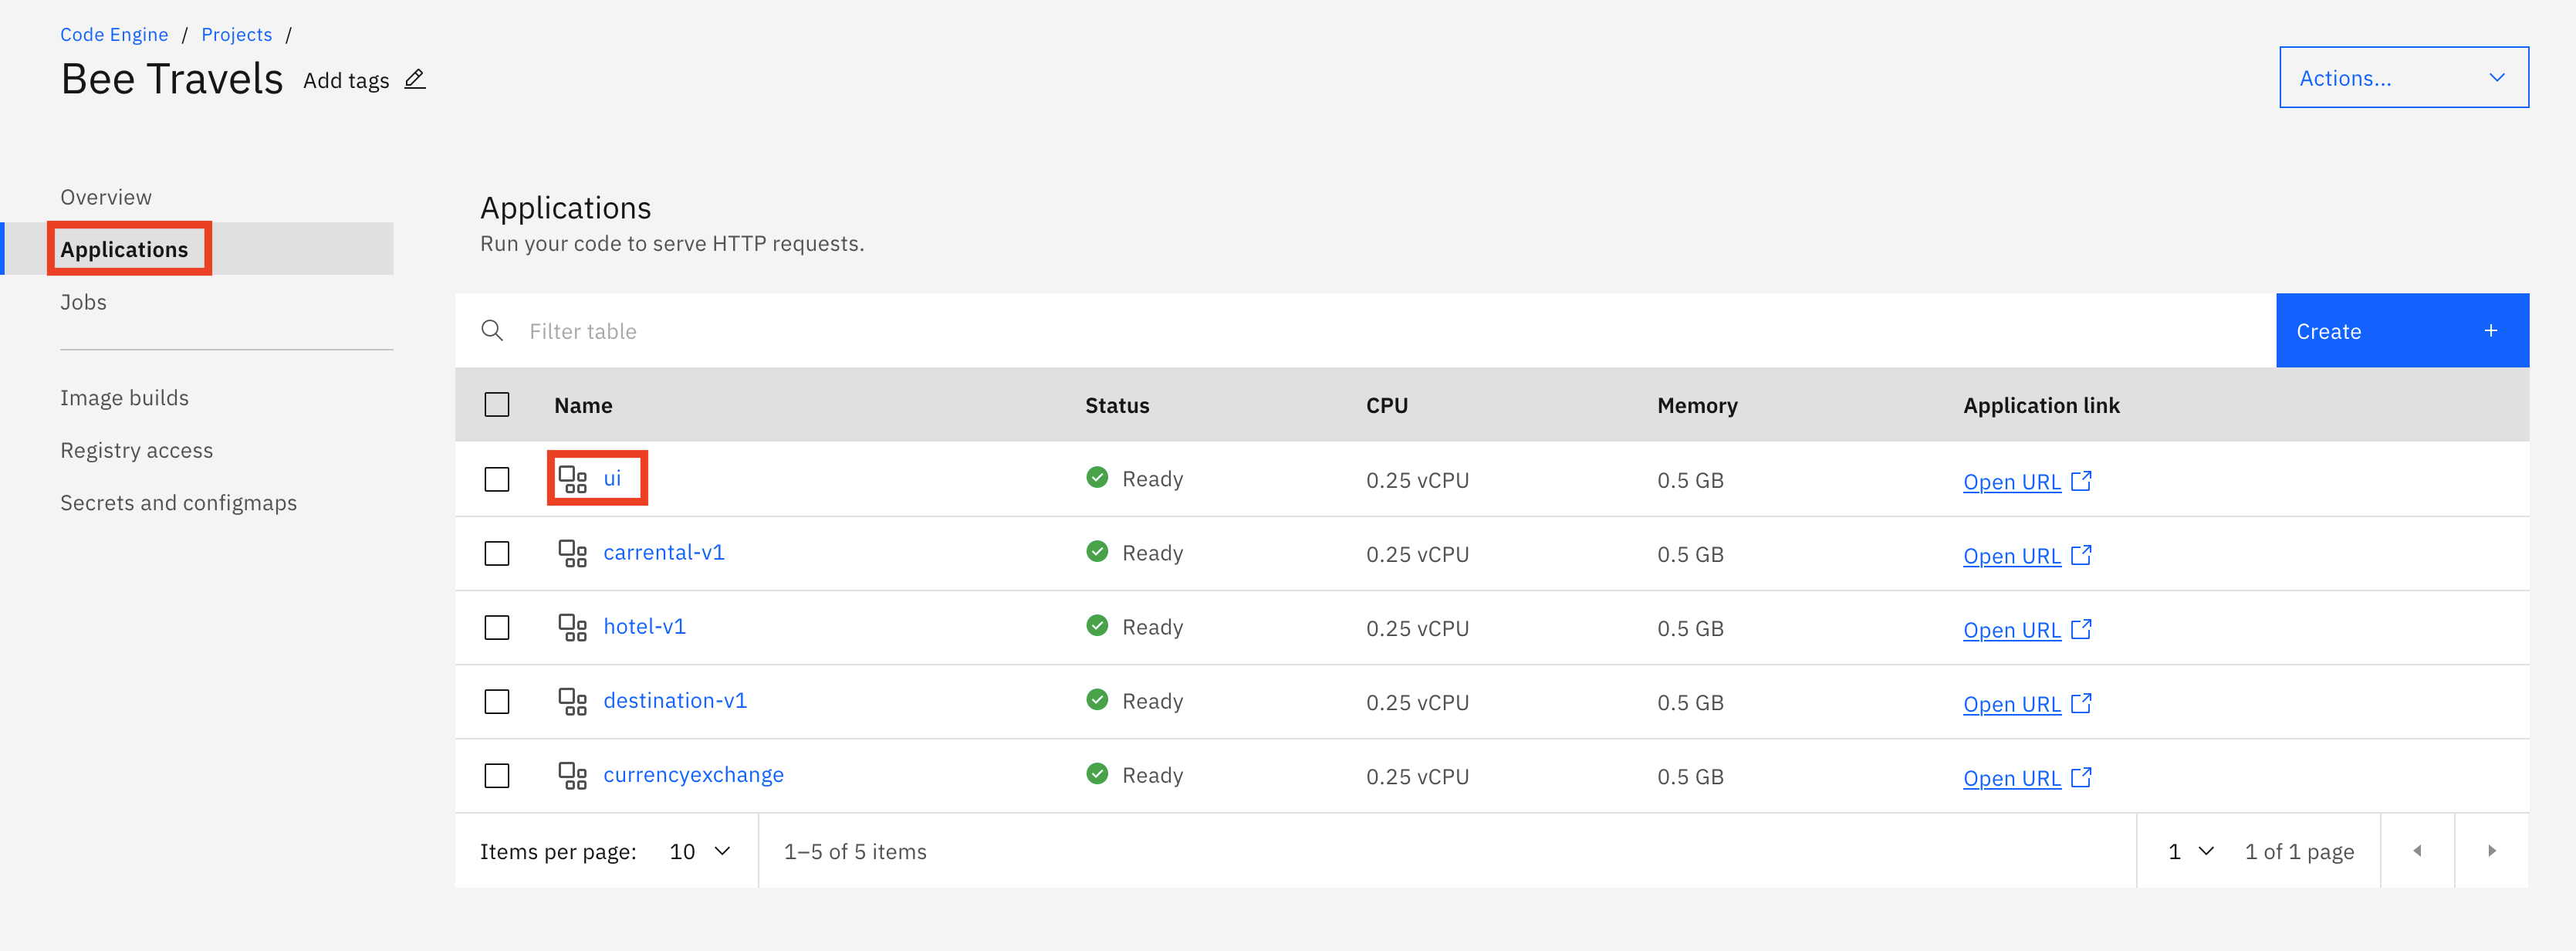 Code Engine / Projects /
Bee Travels Add tags
Actions...
Overview
Applications
Jobs
Image builds
Registry access
Secrets and configmaps
Applications
Run your code to serve HTTP requests.
Filter table
Create +
Name Status CPU Memory Application link
ui Ready 0.25 vCPU 0.5 GB Open URL
carrental-v1 Ready 0.25 vCPU 0.5 GB Open URL
hotel-v1 Ready 0.25 vCPU 0.5 GB Open URL
destination-v1 Ready 0.25 vCPU 0.5 GB Open URL
currencyexchange Ready 0.25 vCPU 0.5 GB Open URL
Items per page: 10 1–5 of 5 items 1 1 of 1 page